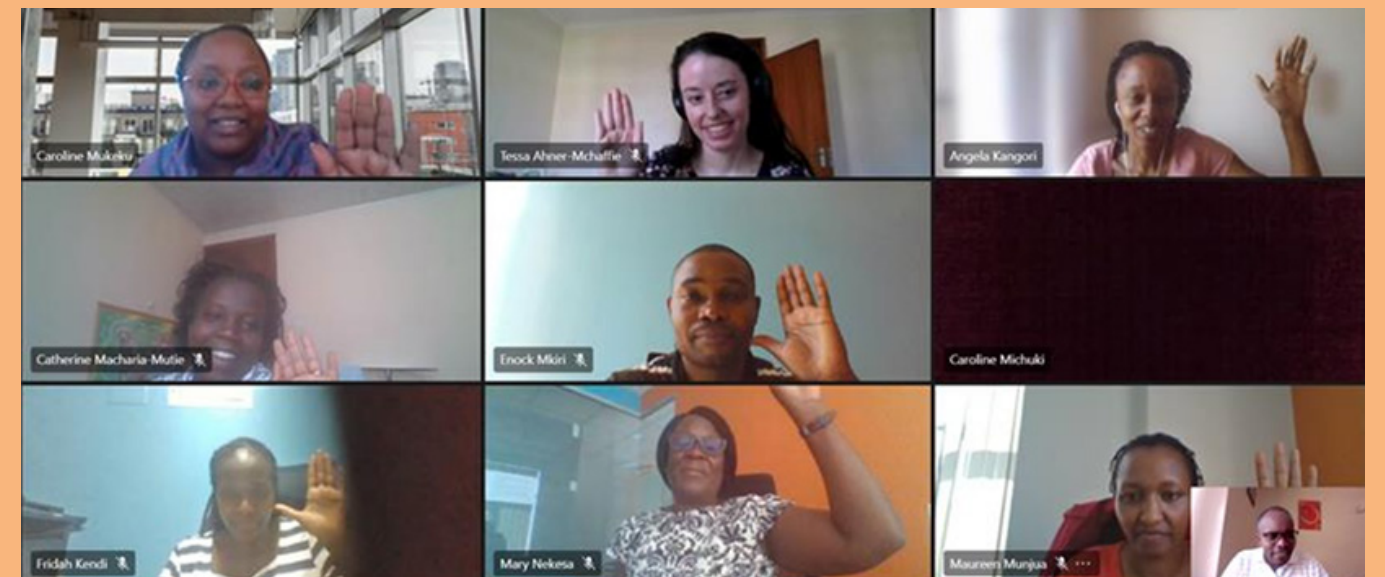 Caroline Mukeku
Tessa Ahner-Mchaffie
Angela Kangori
Catherine Macharia-Mutie
Enock Mkiri
Caroline Michuki
Fridah Kendi
Mary Nekesa
Maureen Munjua